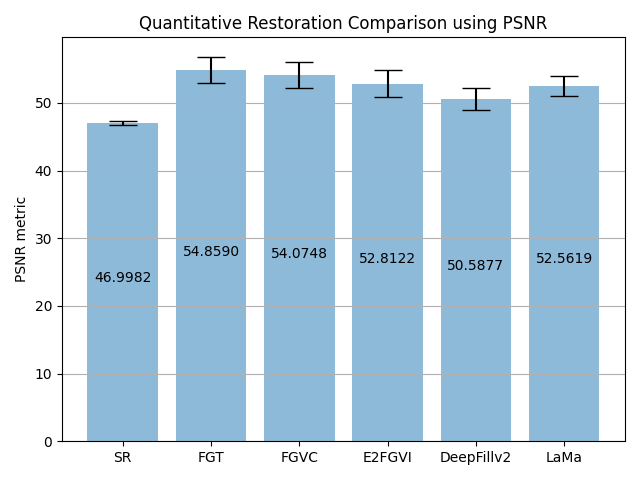 Quantitative Restoration Comparison using PSNR
PSNR metric
50
40
30
20
10
0
46.9982
54.8590
54.0748
52.8122
50.5877
52.5619
SR
FGT
FGVC
E2FGVI
DeepFillv2
LaMa